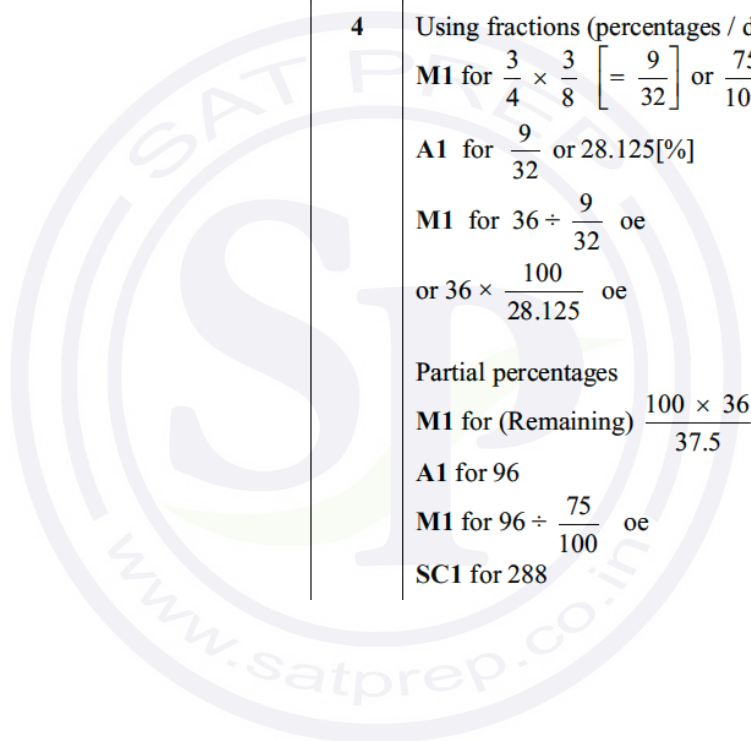 4 Using fractions (percentages /
M1 for 3/4 × 3/8 [= 9/32] or
A1 for 9/32 or 28.125[%]
M1 for 36 ÷ 9/32 oe
or 36 × 100/28.125 oe
Partial percentages
M1 for (Remaining) 100 × 36/37.5
A1 for 96
M1 for 96 ÷ 75/100 oe
SC1 for 288
SAT PREP
SP
www.satprep.co.in